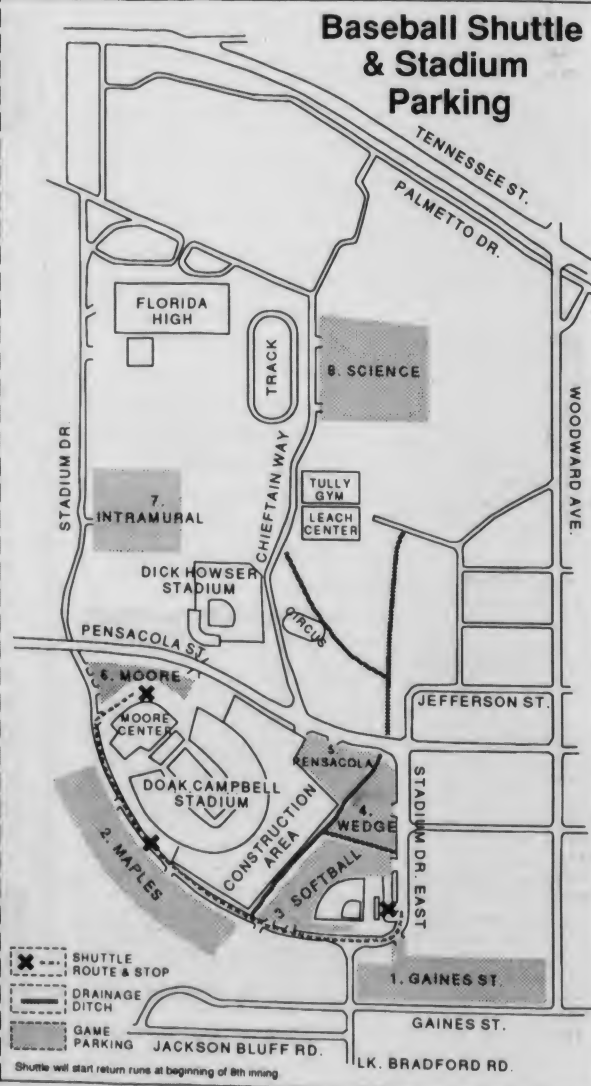 Baseball Shuttle
& Stadium
Parking
TENNESSEE ST.
PALMETTO DR.
FLORIDA
HIGH
TRACK
8. SCIENCE
WOODWARD AVE.
STADIUM DR.
CHIEFTAIN WAY
TULLY
GYM
LEACH
CENTER
7.
INTRAMURAL
DICK HOWSER
STADIUM
CIRCUS
PENSACOLA ST.
6. MOORE
MOORE
CENTER
JEFFERSON ST.
5.
PENSACOLA
DOAK CAMPBELL
STADIUM
CONSTRUCTION
AREA
4.
WEDGE
STADIUM DR. EAST
2. MAPLES
3. SOFTBALL
1. GAINES ST.
SHUTTLE
ROUTE & STOP
DRAINAGE
DITCH
GAME
PARKING
GAINES ST.
JACKSON BLUFF RD.
LK. BRADFORD RD.
Shuttle will start return runs at beginning of 8th inning